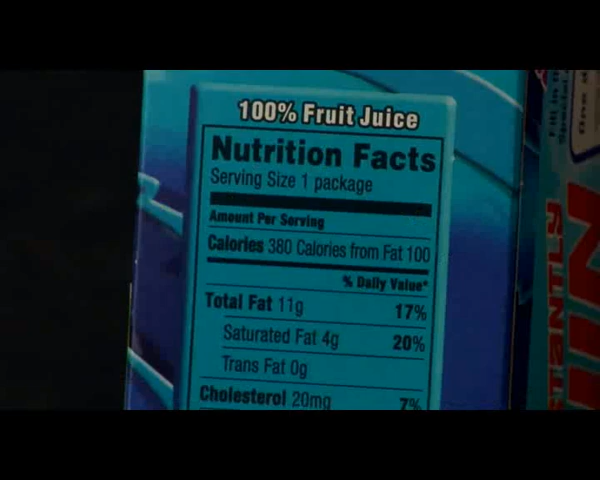 100% Fruit Juice
Nutrition Facts
Serving Size 1 package
Amount Per Serving
Calories 380 Calories from Fat 100
% Daily Value*
Total Fat 11g 17%
Saturated Fat 4g 20%
Trans Fat 0g
Cholesterol 20mg 7%
One